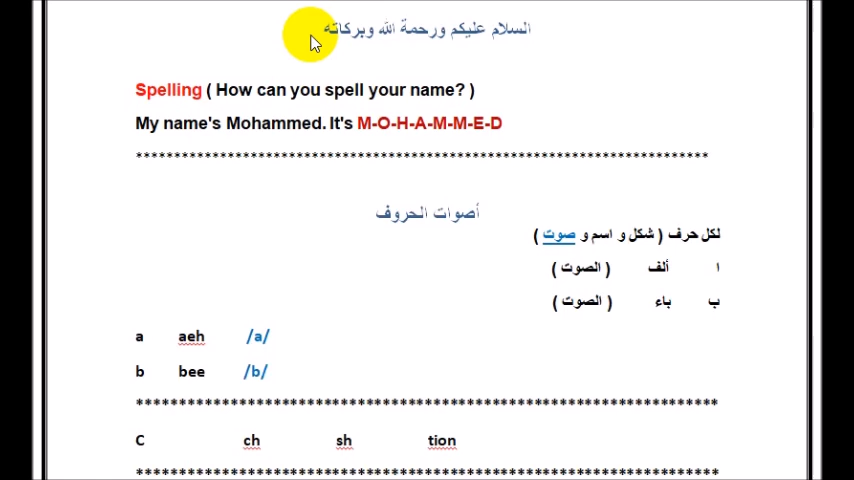 السلام عليكم ورحمة الله وبركاته
Spelling ( How can you spell your name? )
My name's Mohammed. It's M-O-H-A-M-M-E-D
*************************************************************************
أصوات الحروف
لكل حرف ( شكل و اسم و صوت )
ا ألف ( الصوت )
ب باء ( الصوت )
a aeh /a/
b bee /b/
*************************************************************************
C ch sh tion
*************************************************************************